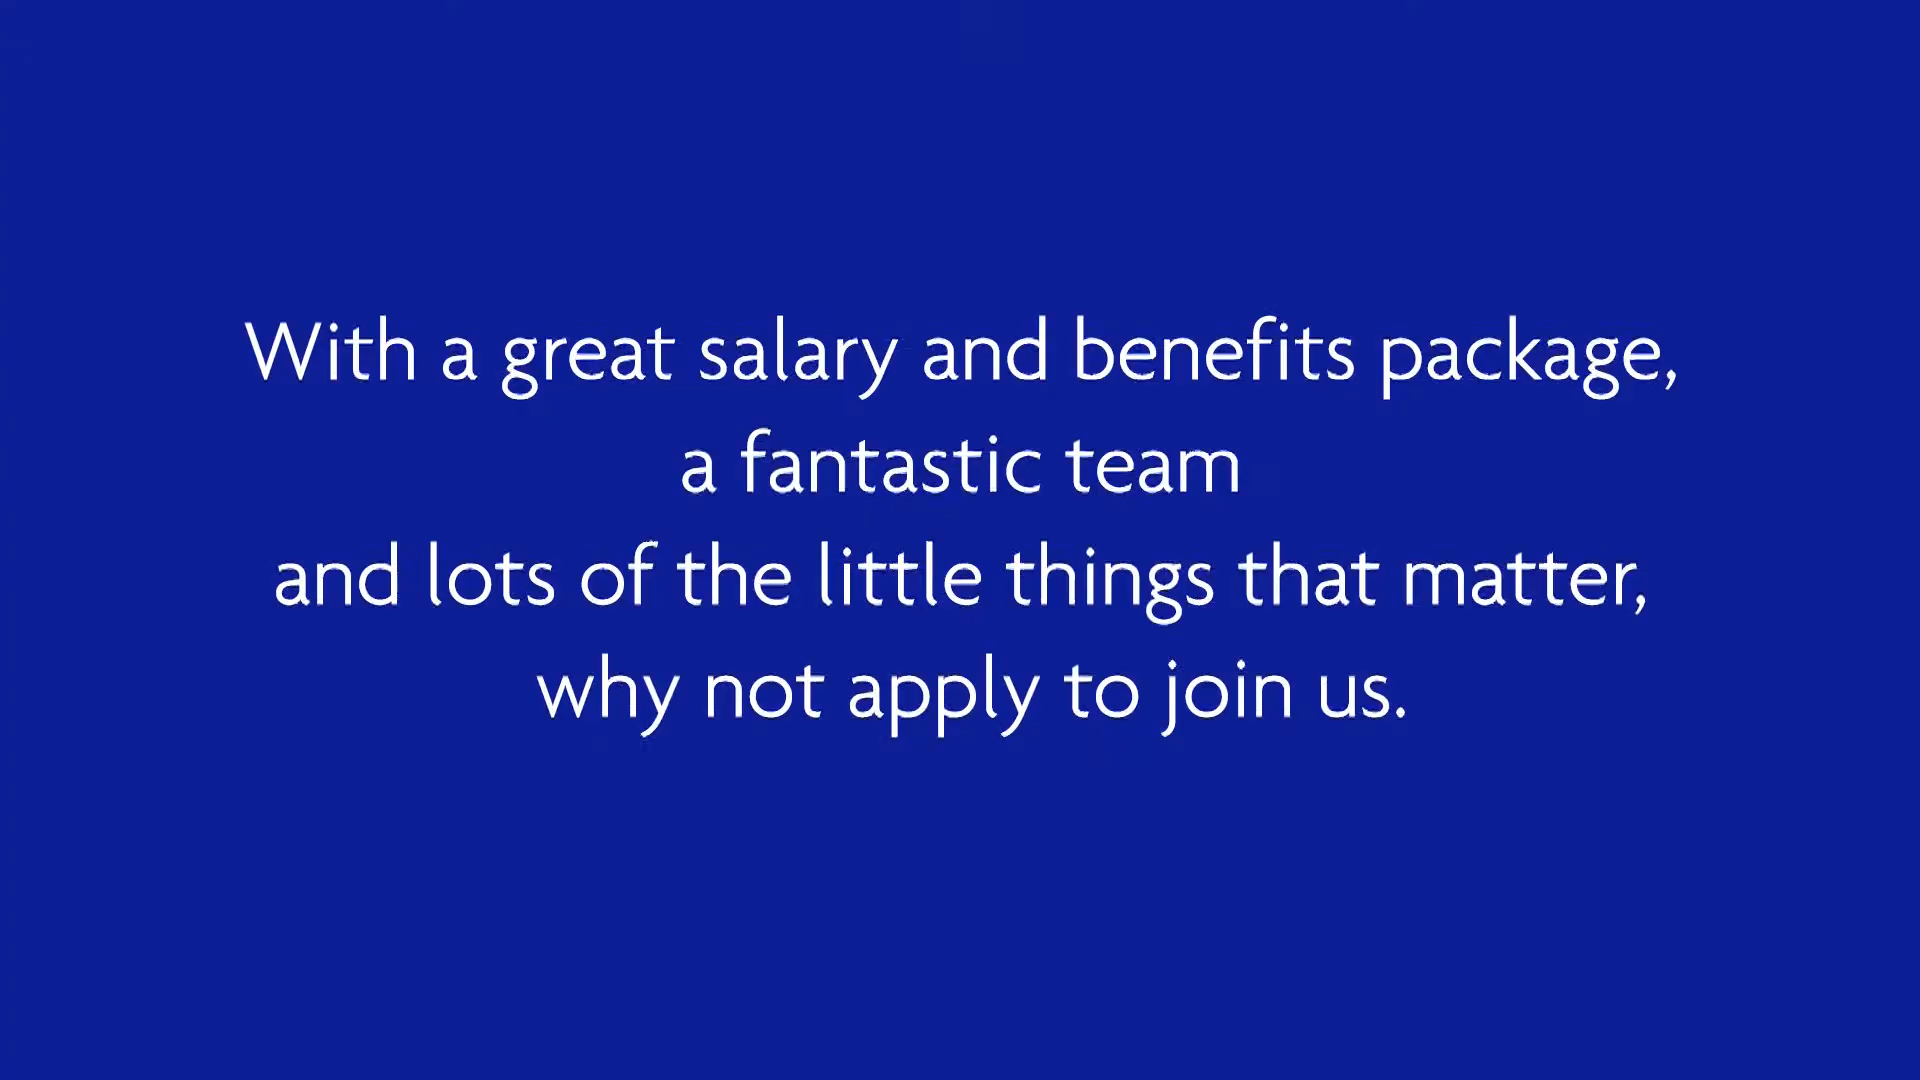 With a great salary and benefits package,
a fantastic team
and lots of the little things that matter,
why not apply to join us.